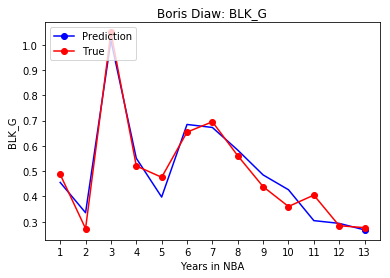 Boris Diaw: BLK_G
Prediction
True
1.0
0.9
0.8
0.7
0.6
0.5
0.4
0.3
BLK_G
1 2 3 4 5 6 7 8 9 10 11 12 13
Years in NBA